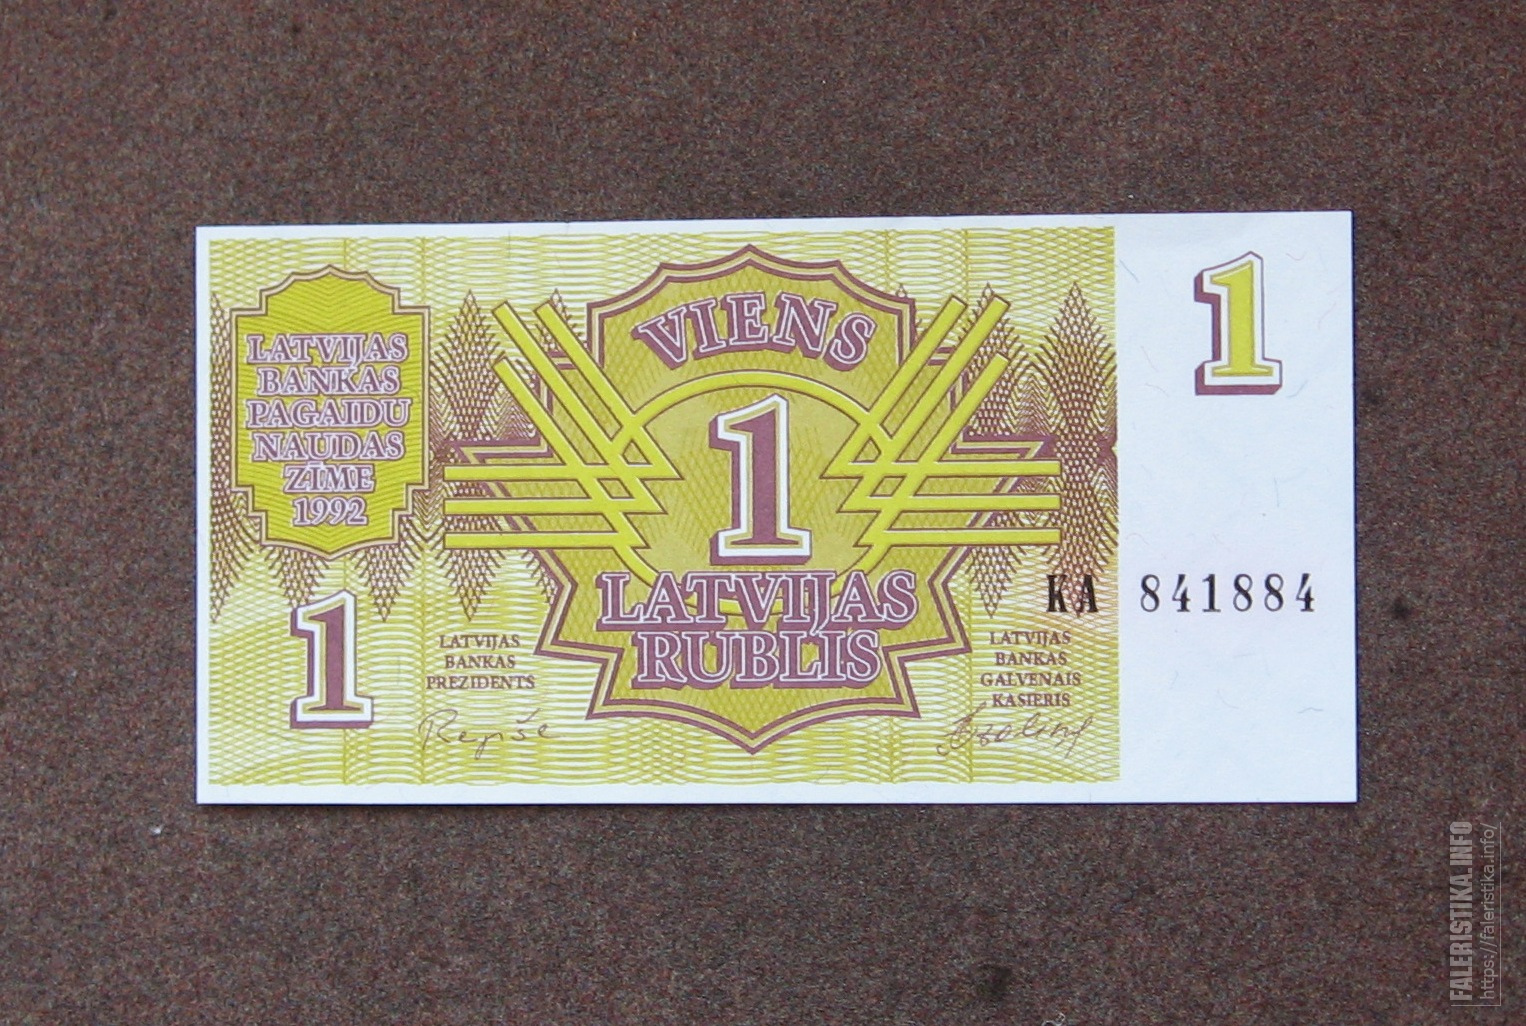 LATVIJAS
BANKAS
PAGAIDU
NAUDAS
ZĪME
1992
VIENS
1
LATVIJAS
RUBLIS
1
1
KA 841884
LATVIJAS
BANKAS
PREZIDENTS
Repše
LATVIJAS
BANKAS
GALVENAIS
KASIERIS
FALERISTIKA.INFO
https://faleristika.info/